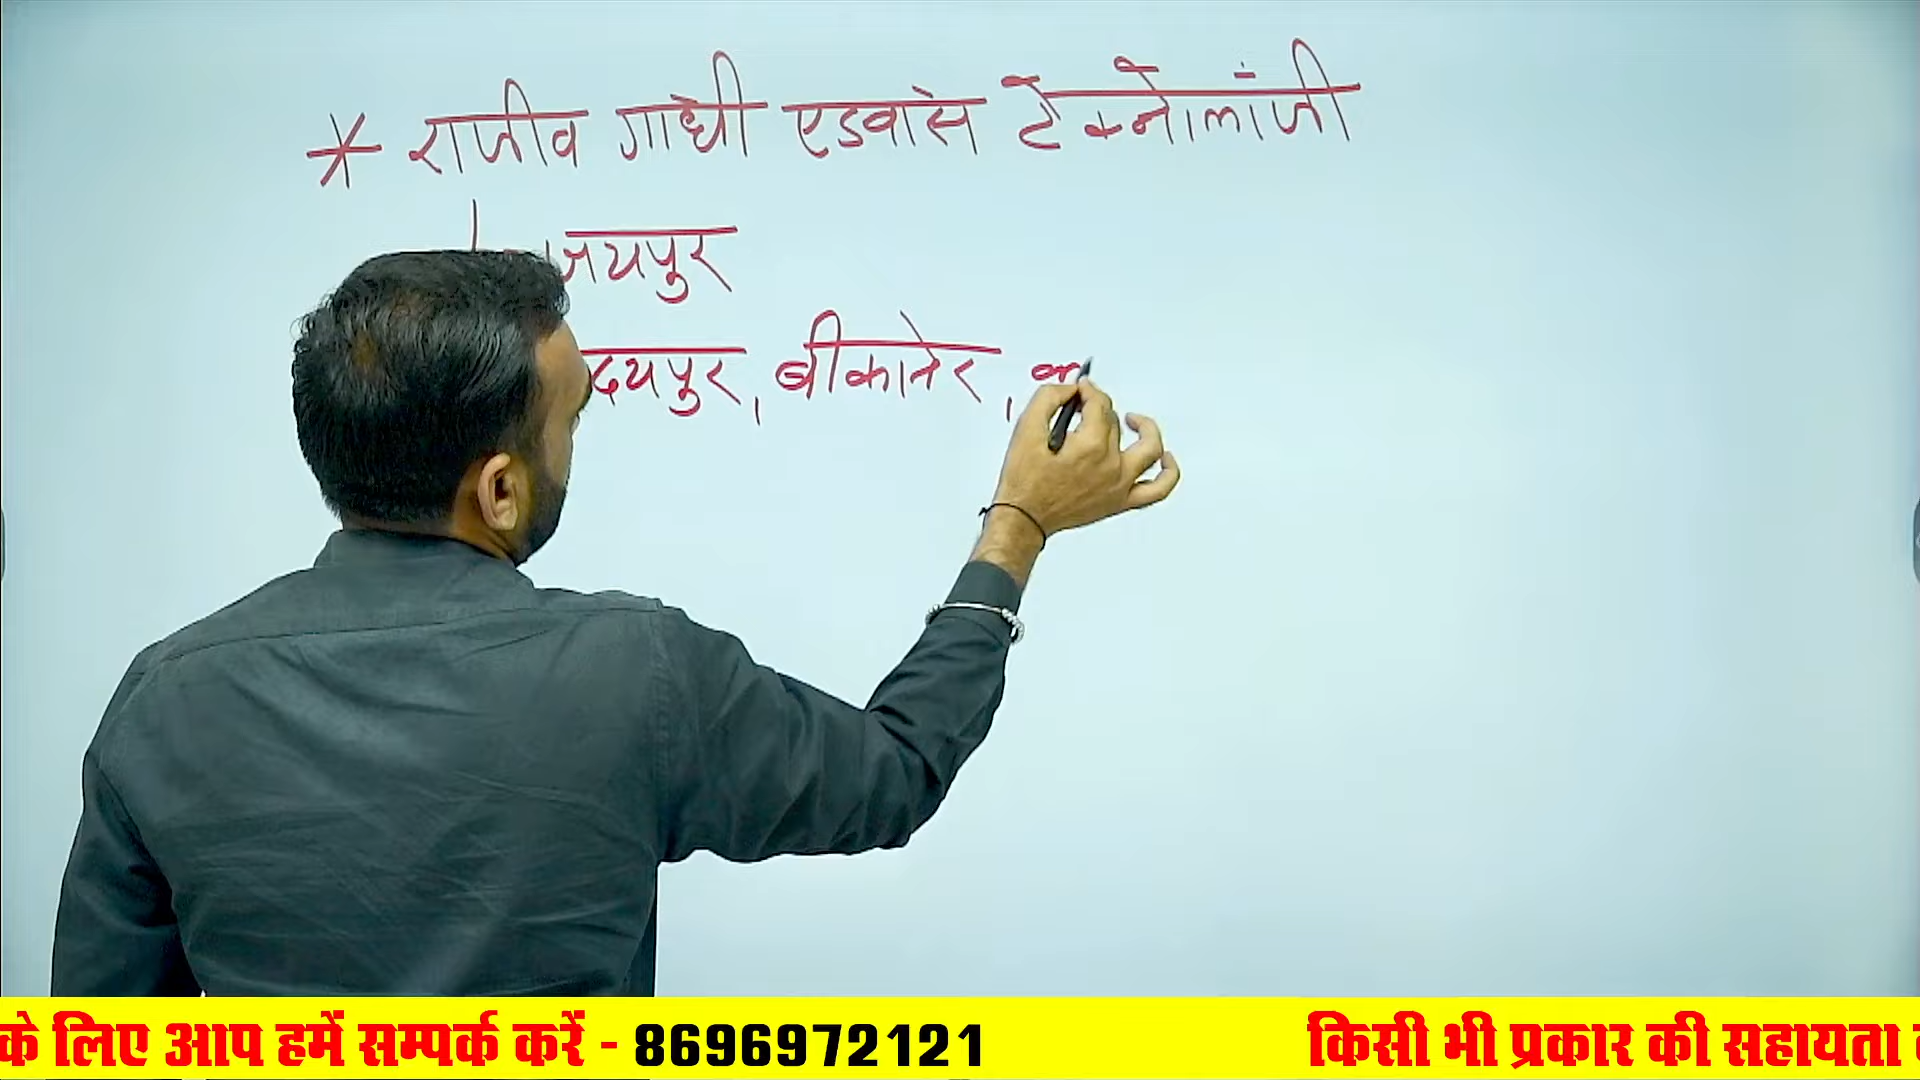 * राजीव गाधी एडवांस टेक्नोलांजी
जयपुर
दयपुर, बीकानेर,
के लिए आप हमें सम्पर्क करें - 8696972121 किसी भी प्रकार की सहायता